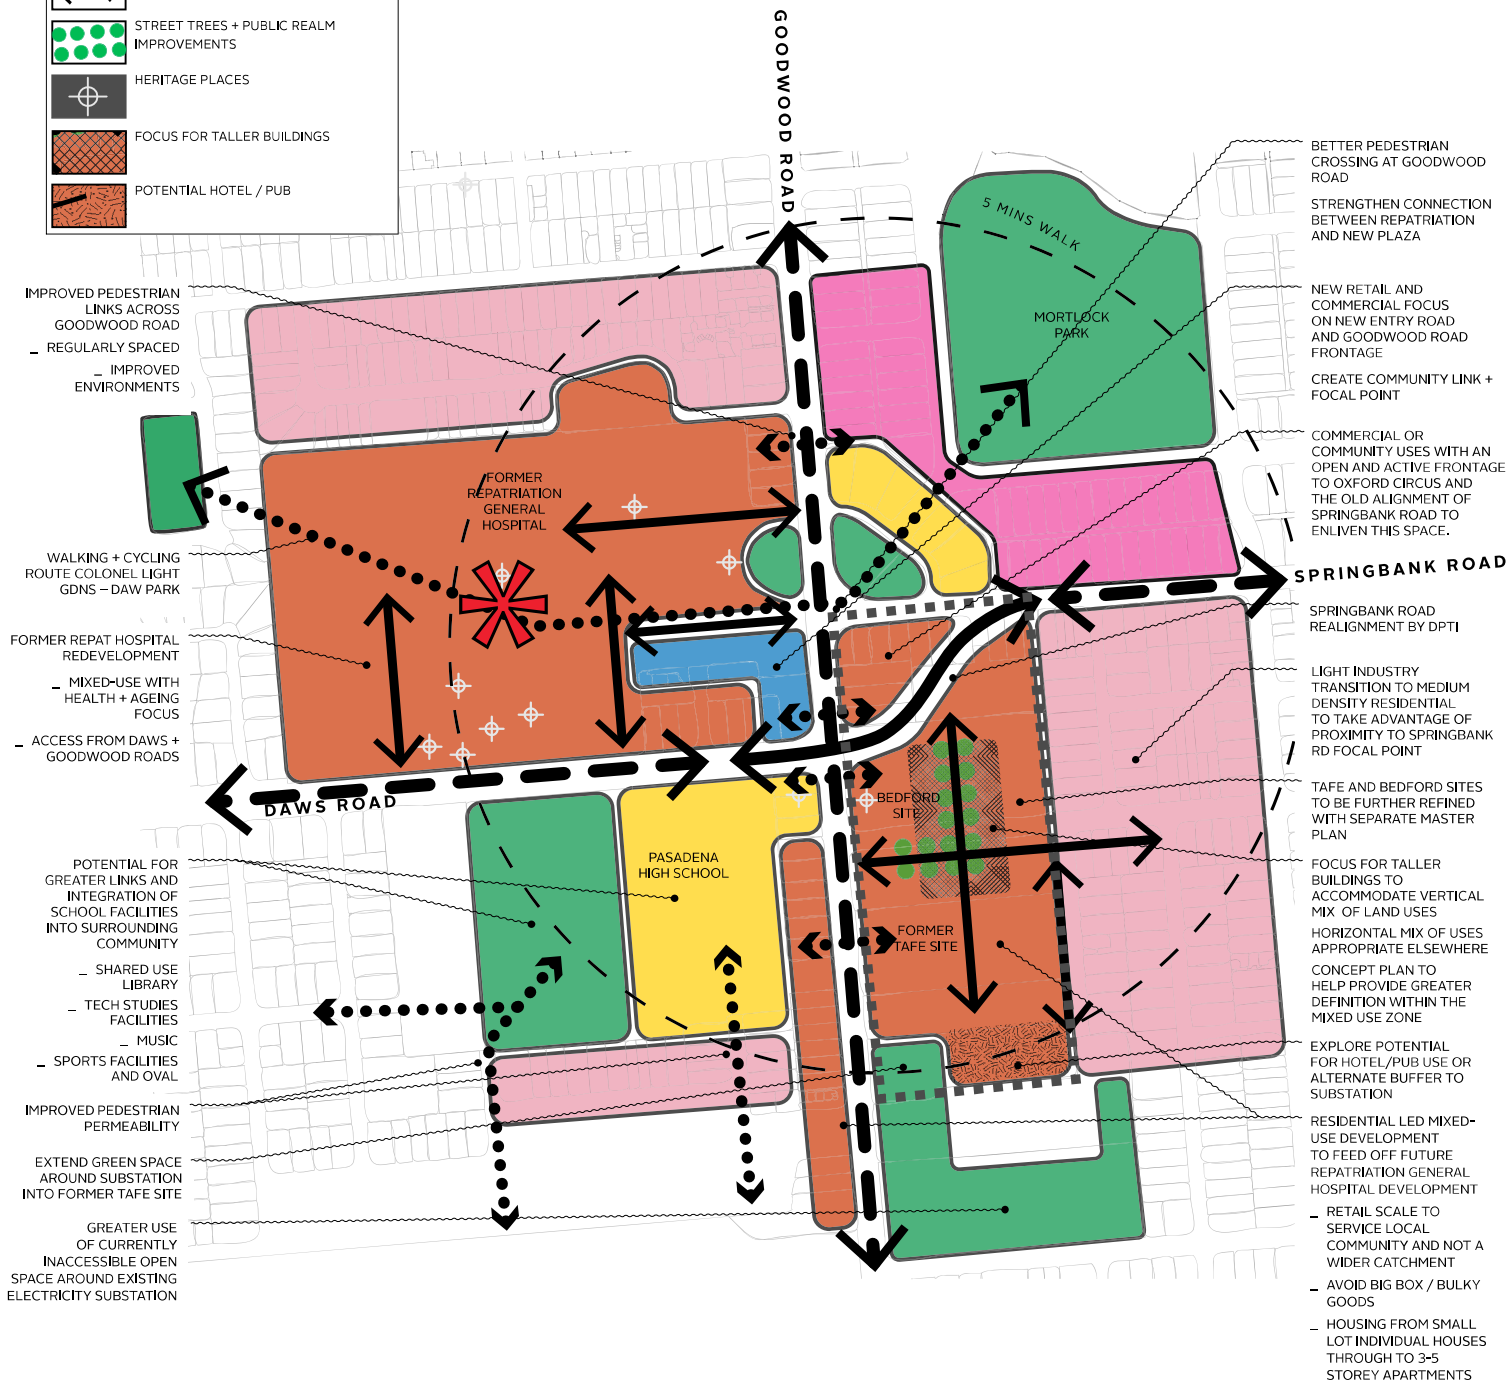 STREET TREES + PUBLIC REALM
IMPROVEMENTS
HERITAGE PLACES
FOCUS FOR TALLER BUILDINGS
POTENTIAL HOTEL / PUB
GOODWOOD ROAD
5 MINS WALK
MORTLOCK
PARK
FORMER
REPATRIATION
GENERAL
HOSPITAL
SPRINGBANK ROAD
DAWS ROAD
BEDFORD
SITE
PASADENA
HIGH SCHOOL
FORMER
TAFE SITE
IMPROVED PEDESTRIAN
LINKS ACROSS
GOODWOOD ROAD
_ REGULARLY SPACED
_ IMPROVED
ENVIRONMENTS
WALKING + CYCLING
ROUTE COLONEL LIGHT
GDNS – DAW PARK
FORMER REPAT HOSPITAL
REDEVELOPMENT
_ MIXED-USE WITH
HEALTH + AGEING
FOCUS
_ ACCESS FROM DAWS +
GOODWOOD ROADS
POTENTIAL FOR
GREATER LINKS AND
INTEGRATION OF
SCHOOL FACILITIES
INTO SURROUNDING
COMMUNITY
_ SHARED USE
LIBRARY
_ TECH STUDIES
FACILITIES
_ MUSIC
_ SPORTS FACILITIES
AND OVAL
IMPROVED PEDESTRIAN
PERMEABILITY
EXTEND GREEN SPACE
AROUND SUBSTATION
INTO FORMER TAFE SITE
GREATER USE
OF CURRENTLY
INACCESSIBLE OPEN
SPACE AROUND EXISTING
ELECTRICITY SUBSTATION
BETTER PEDESTRIAN
CROSSING AT GOODWOOD
ROAD
STRENGTHEN CONNECTION
BETWEEN REPATRIATION
AND NEW PLAZA
NEW RETAIL AND
COMMERCIAL FOCUS
ON NEW ENTRY ROAD
AND GOODWOOD ROAD
FRONTAGE
CREATE COMMUNITY LINK +
FOCAL POINT
COMMERCIAL OR
COMMUNITY USES WITH AN
OPEN AND ACTIVE FRONTAGE
TO OXFORD CIRCUS AND
THE OLD ALIGNMENT OF
SPRINGBANK ROAD TO
ENLIVEN THIS SPACE.
SPRINGBANK ROAD
REALIGNMENT BY DPTI
LIGHT INDUSTRY
TRANSITION TO MEDIUM
DENSITY RESIDENTIAL
TO TAKE ADVANTAGE OF
PROXIMITY TO SPRINGBANK
RD FOCAL POINT
TAFE AND BEDFORD SITES
TO BE FURTHER REFINED
WITH SEPARATE MASTER
PLAN
FOCUS FOR TALLER
BUILDINGS TO
ACCOMMODATE VERTICAL
MIX OF LAND USES
HORIZONTAL MIX OF USES
APPROPRIATE ELSEWHERE
CONCEPT PLAN TO
HELP PROVIDE GREATER
DEFINITION WITHIN THE
MIXED USE ZONE
EXPLORE POTENTIAL
FOR HOTEL/PUB USE OR
ALTERNATE BUFFER TO
SUBSTATION
RESIDENTIAL LED MIXED-
USE DEVELOPMENT
TO FEED OFF FUTURE
REPATRIATION GENERAL
HOSPITAL DEVELOPMENT
_ RETAIL SCALE TO
SERVICE LOCAL
COMMUNITY AND NOT A
WIDER CATCHMENT
_ AVOID BIG BOX / BULKY
GOODS
_ HOUSING FROM SMALL
LOT INDIVIDUAL HOUSES
THROUGH TO 3-5
STOREY APARTMENTS